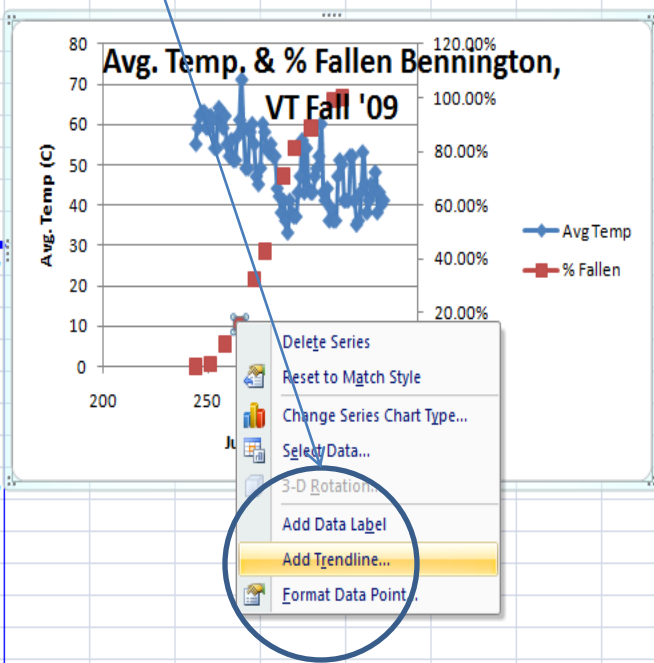 Avg. Temp. & % Fallen Bennington,
VT Fall '09
80
70
60
50
40
30
20
10
0
Avg. Temp (C)
120.00%
100.00%
80.00%
60.00%
40.00%
20.00%
200
250
Avg Temp
% Fallen
Delete Series
Reset to Match Style
Change Series Chart Type...
Select Data...
3-D Rotation...
Add Data Label
Add Trendline...
Format Data Point...